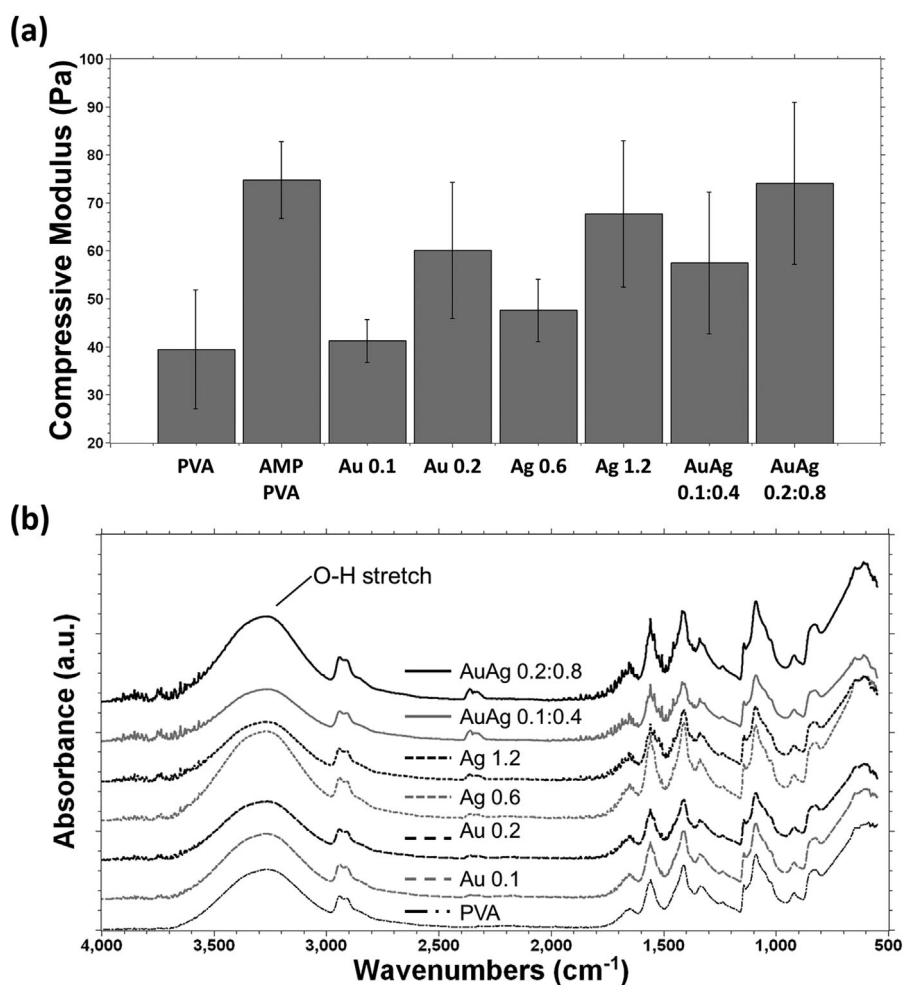 (a)
Compressive Modulus (Pa)
100
90
80
70
60
50
40
30
20
PVA
AMP
PVA
Au 0.1
Au 0.2
Ag 0.6
Ag 1.2
AuAg
0.1:0.4
AuAg
0.2:0.8
(b)
Absorbance (a.u.)
O-H stretch
AuAg 0.2:0.8
AuAg 0.1:0.4
Ag 1.2
Ag 0.6
Au 0.2
Au 0.1
PVA
4,000 3,500 3,000 2,500 2,000 1,500 1,000 500
Wavenumbers (cm⁻¹)